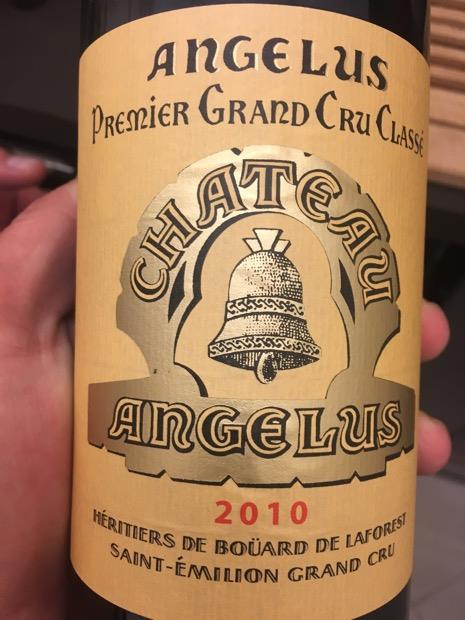 ANGELUS
PREMIER GRAND CRU CLASSÉ
CHATEAU
ANGELUS
2010
HÉRITIERS DE BOÜARD DE LAFOREST
SAINT-ÉMILION GRAND CRU